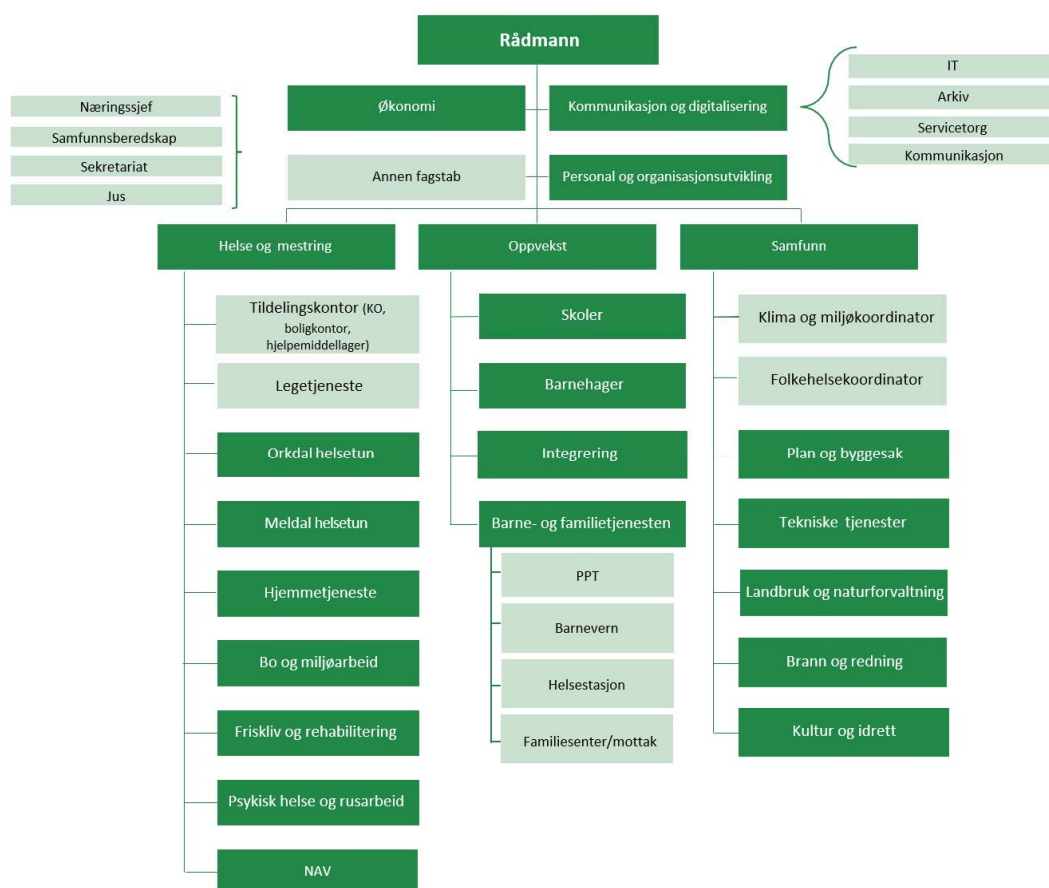 Rådmann
Økonomi
Kommunikasjon og digitalisering
Annen fagstab
Personal og organisasjonsutvikling
Næringssjef
Samfunnsberedskap
Sekretariat
Jus
IT
Arkiv
Servicetorg
Kommunikasjon
Helse og mestring
Tildelingskontor (KO,
boligkontor,
hjelpemiddellager)
Legetjeneste
Orkdal helsetun
Meldal helsetun
Hjemmetjeneste
Bo og miljøarbeid
Friskliv og rehabilitering
Psykisk helse og rusarbeid
NAV
Oppvekst
Skoler
Barnehager
Integrering
Barne- og familietjenesten
PPT
Barnevern
Helsestasjon
Familiesenter/mottak
Samfunn
Klima og miljøkoordinator
Folkehelsekoordinator
Plan og byggesak
Tekniske tjenester
Landbruk og naturforvaltning
Brann og redning
Kultur og idrett